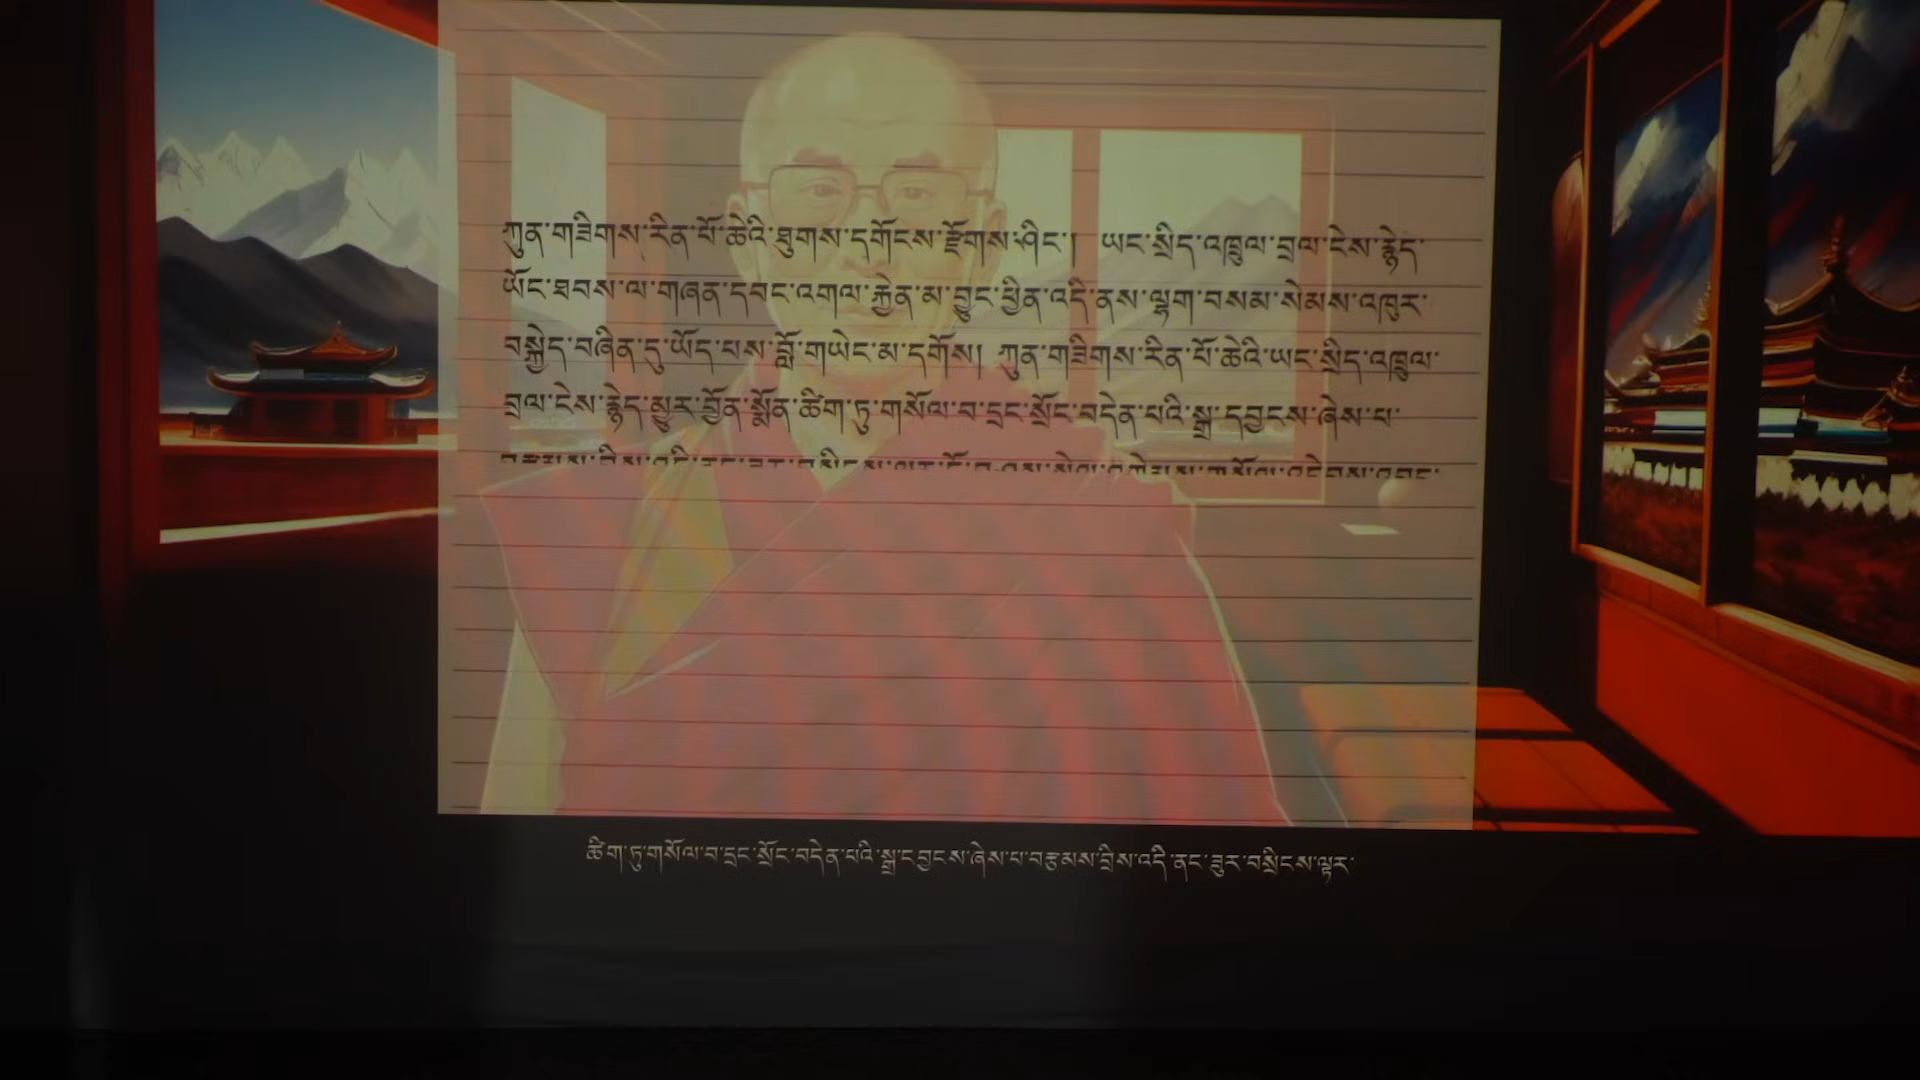 ཀུན་གཟིགས་རིན་པོ་ཆེའི་ཐུགས་དགོངས་རྫོགས་ཤིང་། ཡང་སྲིད་འཁྲུལ་བྲལ་ངེས་རྙེད་
ཡོང་ཐབས་ལ་གཞན་དབང་འགལ་རྐྱེན་མ་བྱུང་ཕྱིན་འདི་ནས་ལྷག་བསམ་སེམས་འཁུར་
བསྐྱེད་བཞིན་དུ་ཡོད་པས་བློ་གཡེང་མ་དགོས། ཀུན་གཟིགས་རིན་པོ་ཆེའི་ཡང་སྲིད་འཁྲུལ་
བྲལ་ངེས་རྙེད་མྱུར་བྱོན་སྨོན་ཚིག་ཏུ་གསོལ་བ་དྲང་སྲོང་བདེན་པའི་སྒྲ་དབྱངས་ཞེས་པ་
ཚིག་ཏུ་གསོལ་བ་དྲང་སྲོང་བདེན་པའི་སྒྲ་དབྱངས་ཞེས་པ་བརྩམས་བྲིས་འདི་ནང་ཟུར་བསྲིངས་ལྟར་